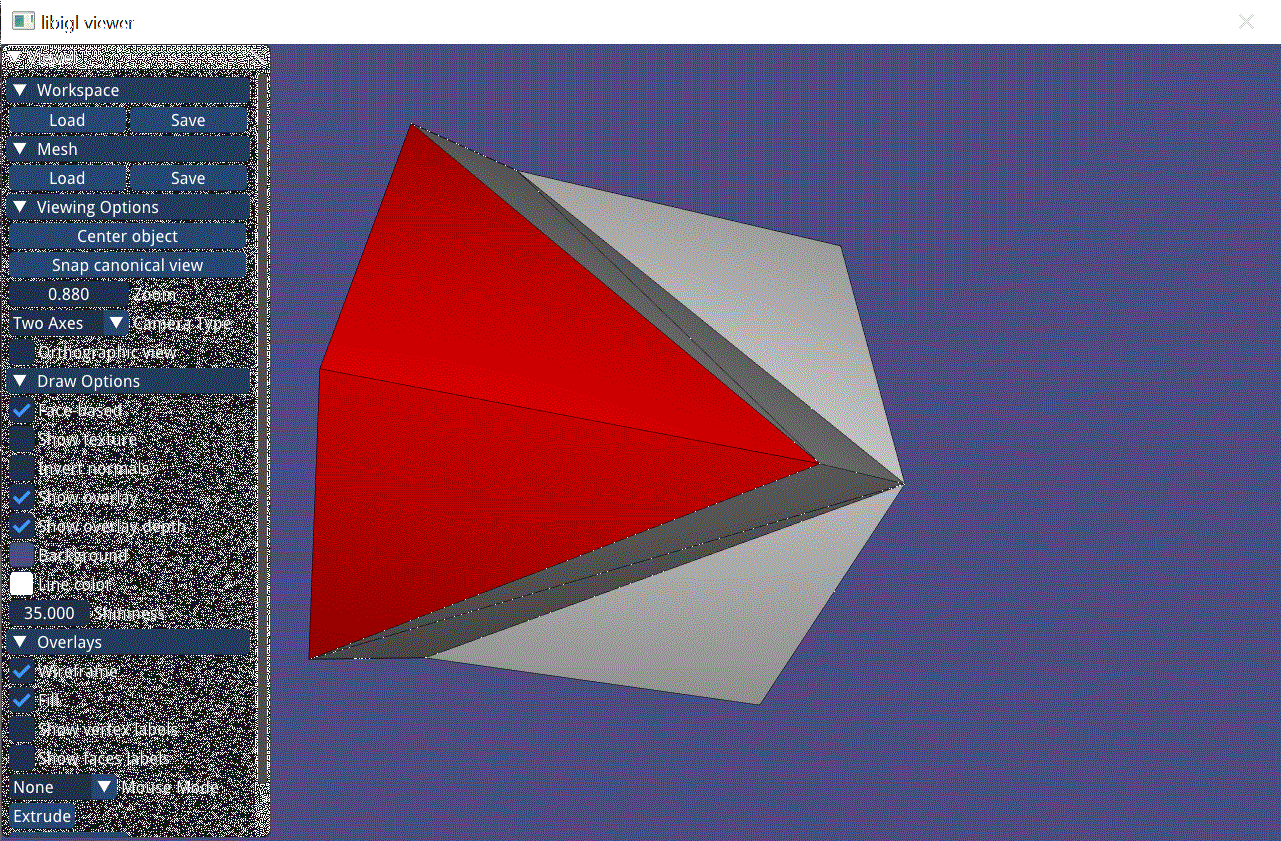 libigl viewer
Viewer
Workspace
Load Save
Mesh
Load Save
Viewing Options
Center object
Snap canonical view
0.880 Zoom
Two Axes Camera Type
Orthographic view
Draw Options
Face-based
Show texture
Invert normals
Show overlay
Show overlay depth
Background
Line color
35.000 Shininess
Overlays
Wireframe
Fill
Show vertex labels
Show faces labels
None Mouse Mode
Extrude